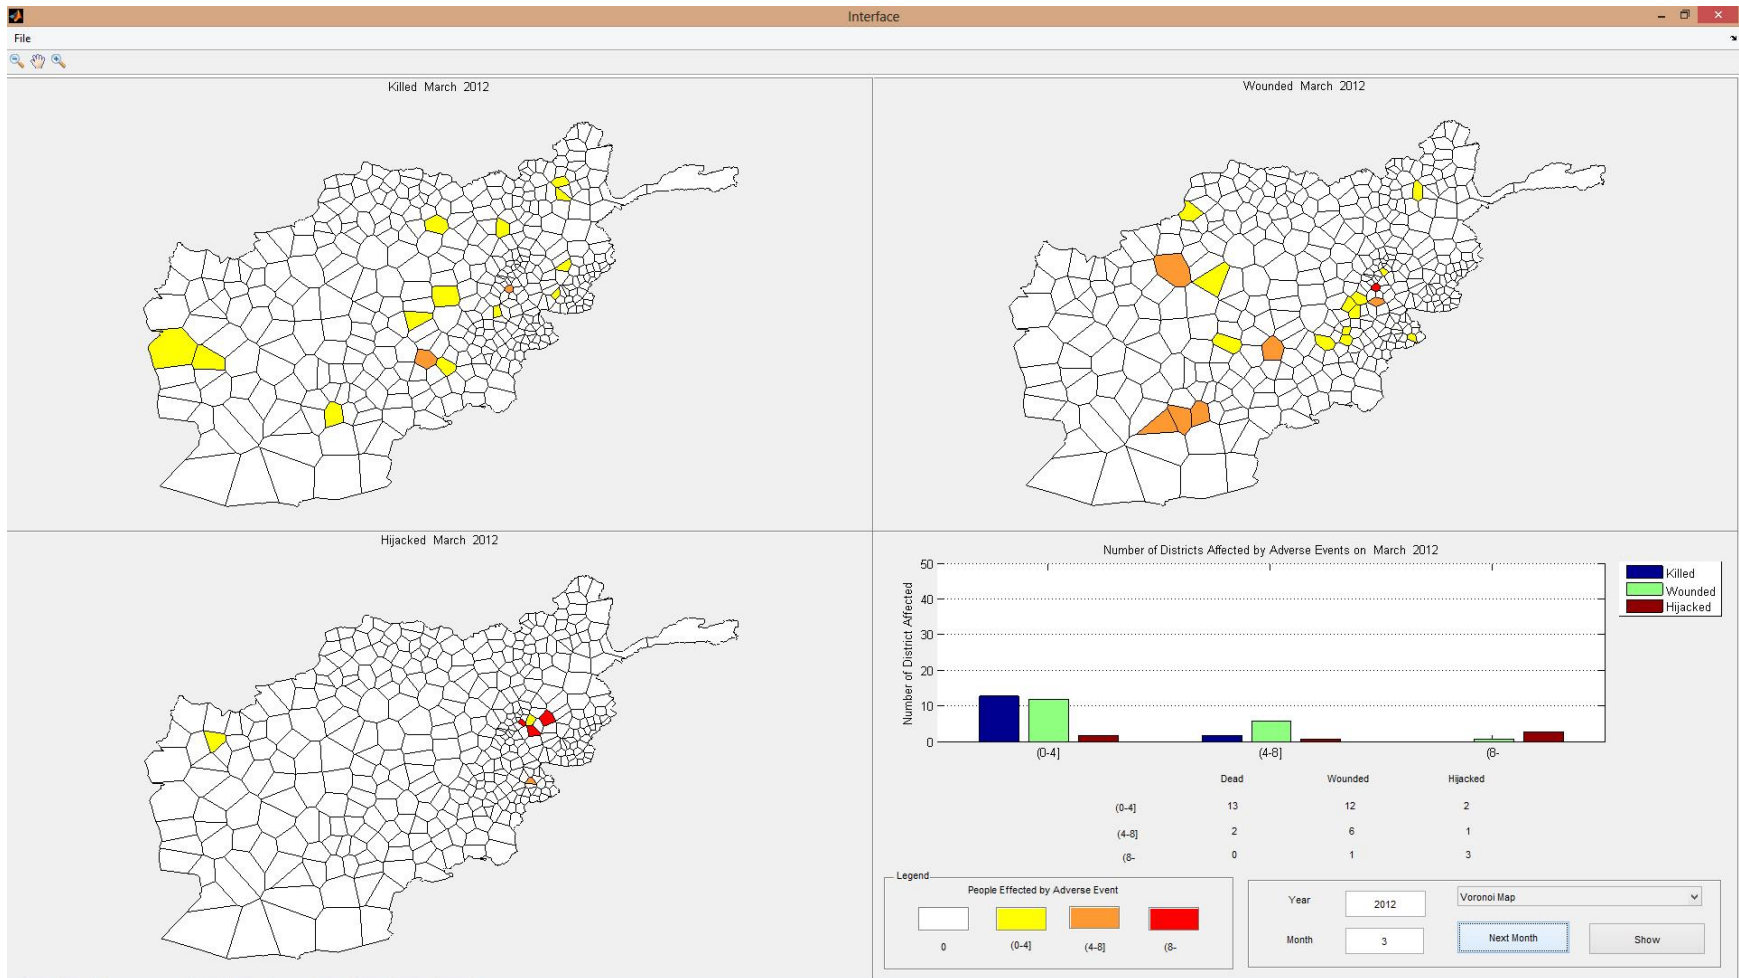 Interface
File
Killed March 2012
Wounded March 2012
Hijacked March 2012
Number of Districts Affected by Adverse Events on March 2012
Number of District Affected
50
40
30
20
10
0
(0-4]
(4-8]
(8-
Killed
Wounded
Hijacked
Dead Wounded Hijacked
(0-4] 13 12 2
(4-8] 2 6 1
(8- 0 1 3
Legend
People Effected by Adverse Event
0 (0-4] (4-8] (8-
Year 2012 Voronoi Map
Month 3 Next Month Show